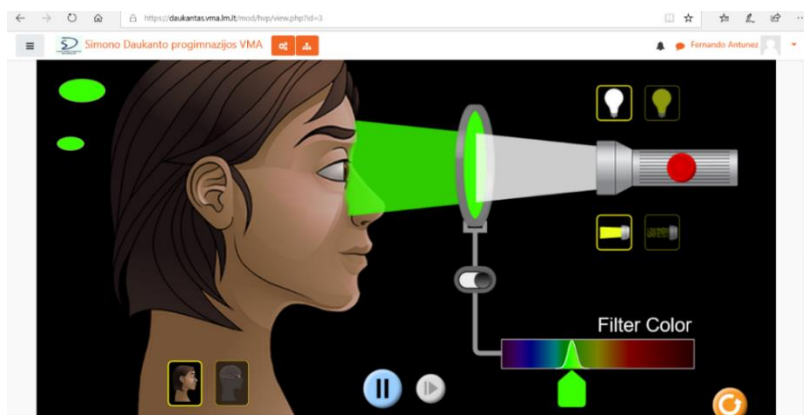 https://daukantas.vma.lm.lt/mod/hvp/view.php?id=3
Simono Daukanto progimnazijos VMA
Fernando Antunez
Filter Color